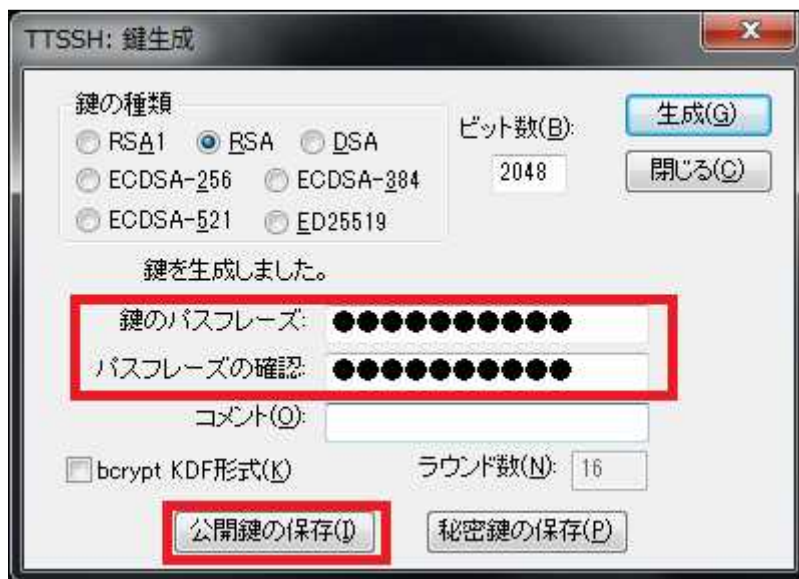 TTSSH: 鍵生成
鍵の種類
RSA1 RSA DSA
ECDSA-256 ECDSA-384
ECDSA-521 ED25519
ビット数(B):
2048
生成(G)
閉じる(C)
鍵を生成しました。
鍵のパスフレーズ: ●●●●●●●●●●
パスフレーズの確認: ●●●●●●●●●●
コメント(O):
bcrypt KDF形式(K) ラウンド数(N): 16
公開鍵の保存(I) 秘密鍵の保存(P)